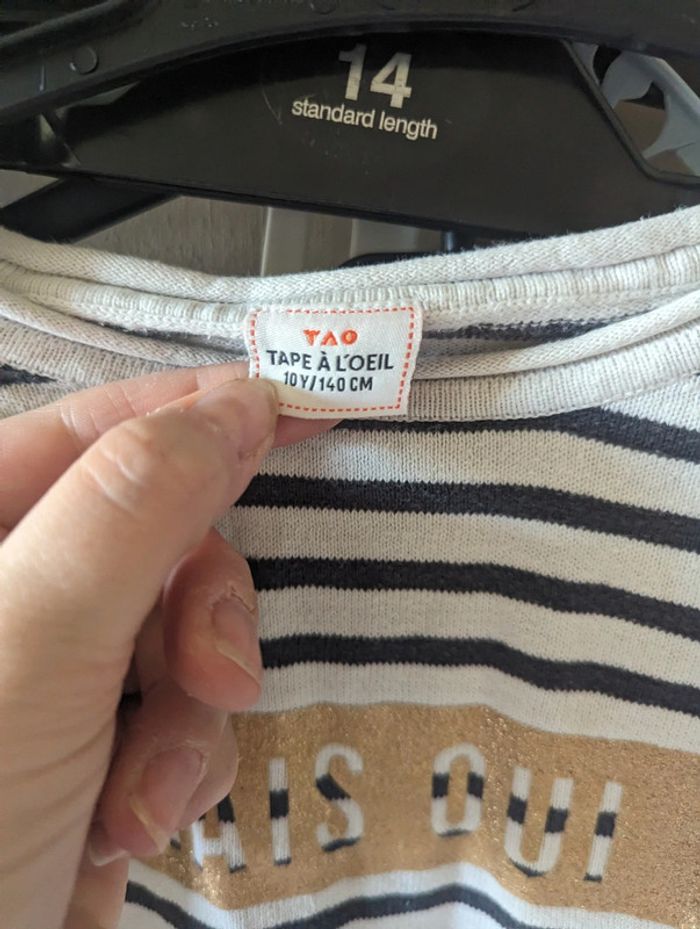 14
standard length
TAO
TAPE À L'OEIL
10Y/140 CM
AIS OUI